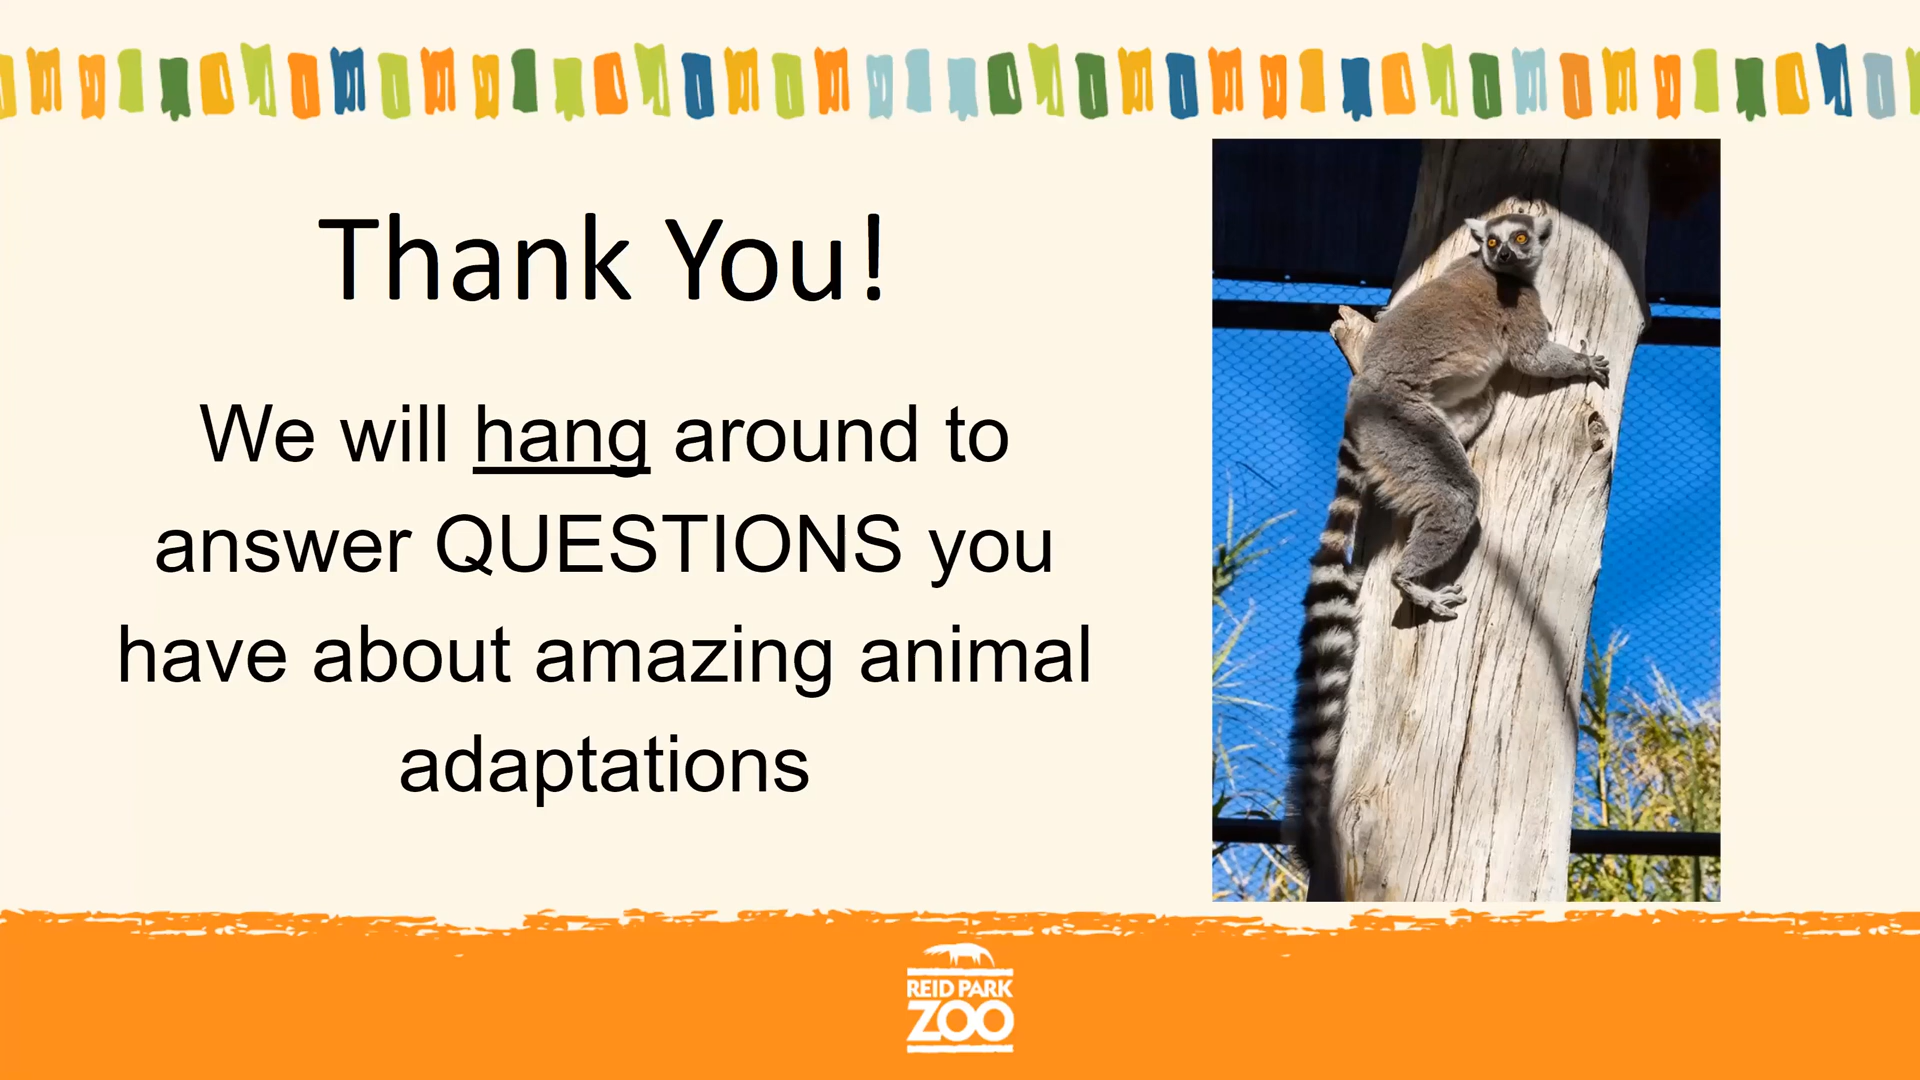 Thank You!
We will hang around to
answer QUESTIONS you
have about amazing animal
adaptations
REID PARK
ZOO